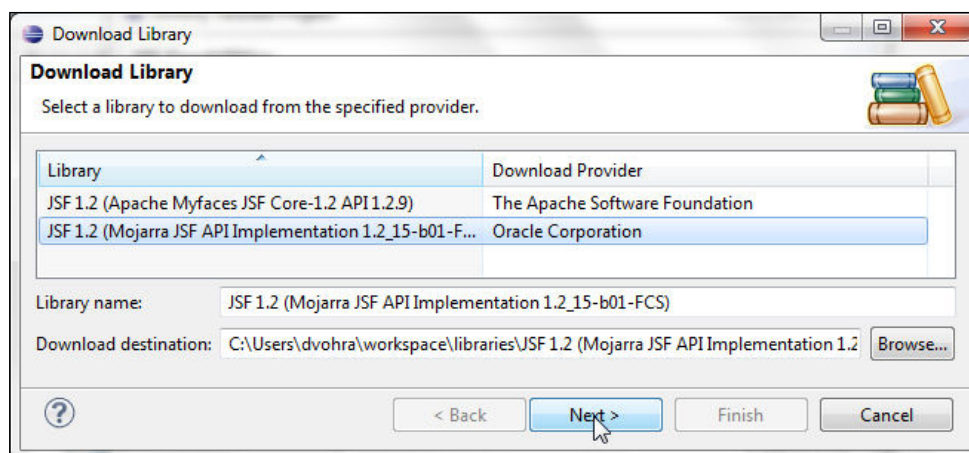 Download Library
Download Library
Select a library to download from the specified provider.
Library Download Provider
JSF 1.2 (Apache Myfaces JSF Core-1.2 API 1.2.9) The Apache Software Foundation
JSF 1.2 (Mojarra JSF API Implementation 1.2_15-b01-F... Oracle Corporation
Library name: JSF 1.2 (Mojarra JSF API Implementation 1.2_15-b01-FCS)
Download destination: C:\Users\dvohra\workspace\libraries\JSF 1.2 (Mojarra JSF API Implementation 1.2 Browse...
? < Back Next > Finish Cancel